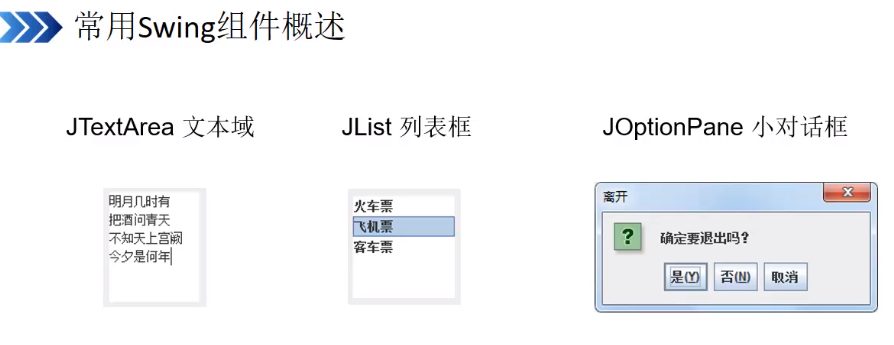 常用Swing组件概述
JTextArea 文本域
JList 列表框
JOptionPane 小对话框
明月几时有
把酒问青天
不知天上宫阙
今夕是何年
火车票
飞机票
客车票
离开
?
确定要退出吗?
是(Y)
否(N)
取消